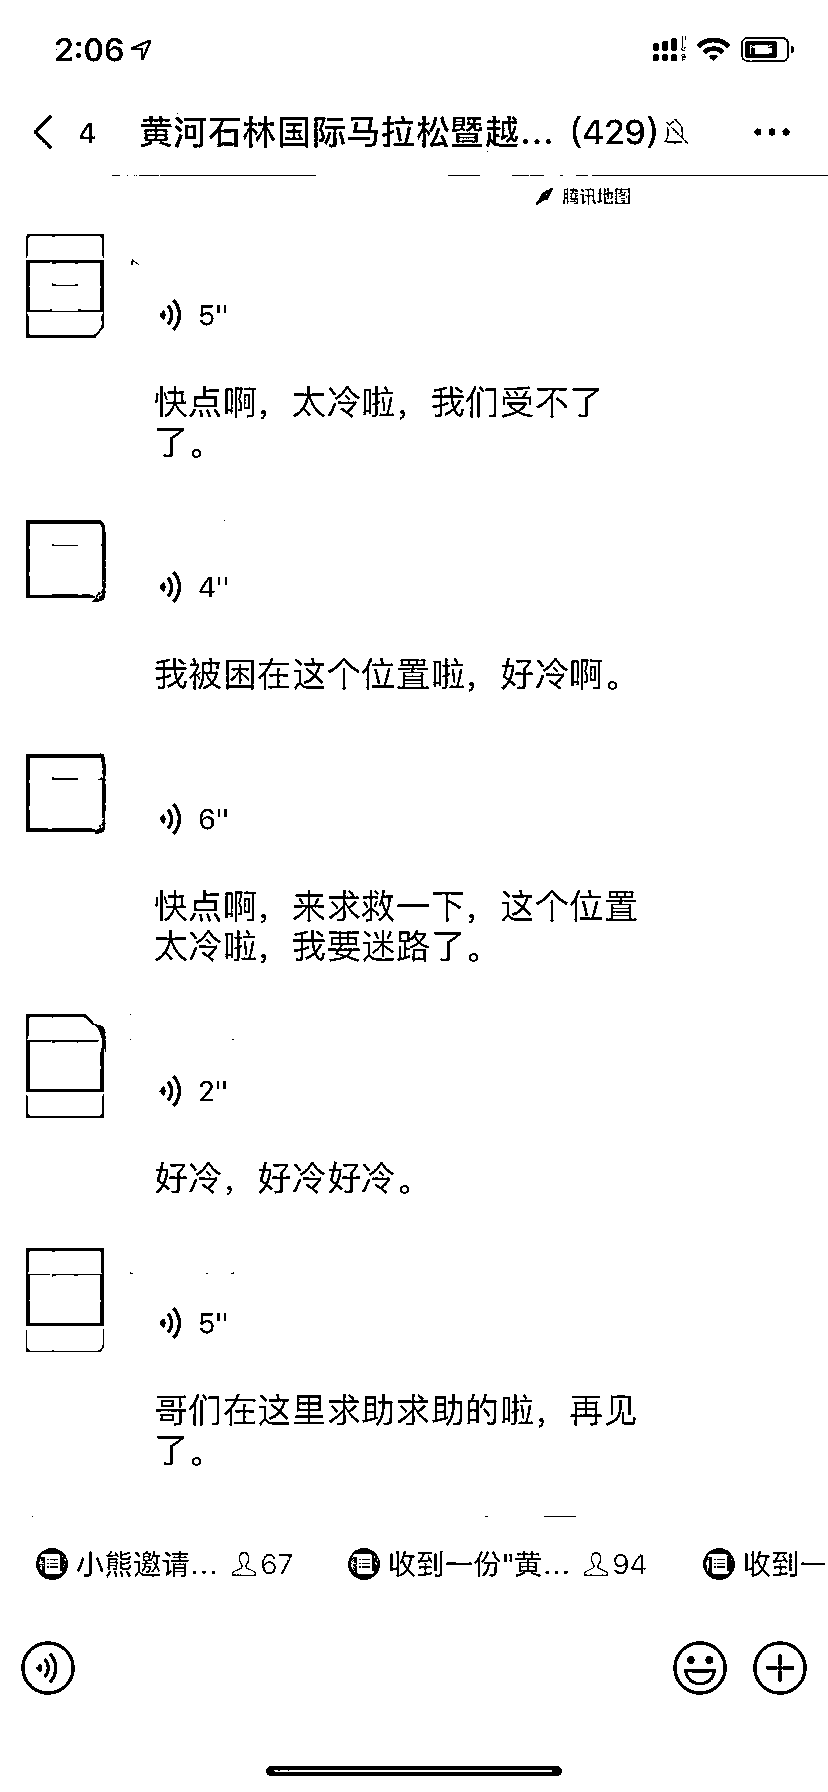 2:06
4 黄河石林国际马拉松暨越... (429)
腾讯地图
5"
快点啊，太冷啦，我们受不了
了。
4"
我被困在这个位置啦，好冷啊。
6"
快点啊，来求救一下，这个位置
太冷啦，我要迷路了。
2"
好冷，好冷好冷。
5"
哥们在这里求助求助的啦，再见
了。
小熊邀请... 67 收到一份"黄... 94 收到一